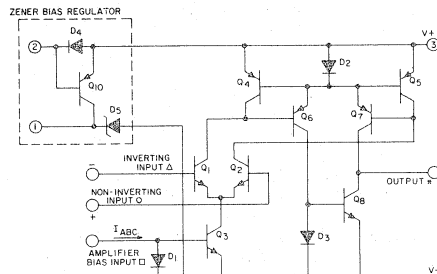 ZENER BIAS REGULATOR
2
D4
Q10
1
D5
V+
3
D2
Q4
Q5
Q6
Q7
INVERTING
INPUT △
−
Q1
Q2
NON-INVERTING
INPUT ○
+
OUTPUT *
Q8
IABC
AMPLIFIER
BIAS INPUT □
Q3
D1
D3
V-